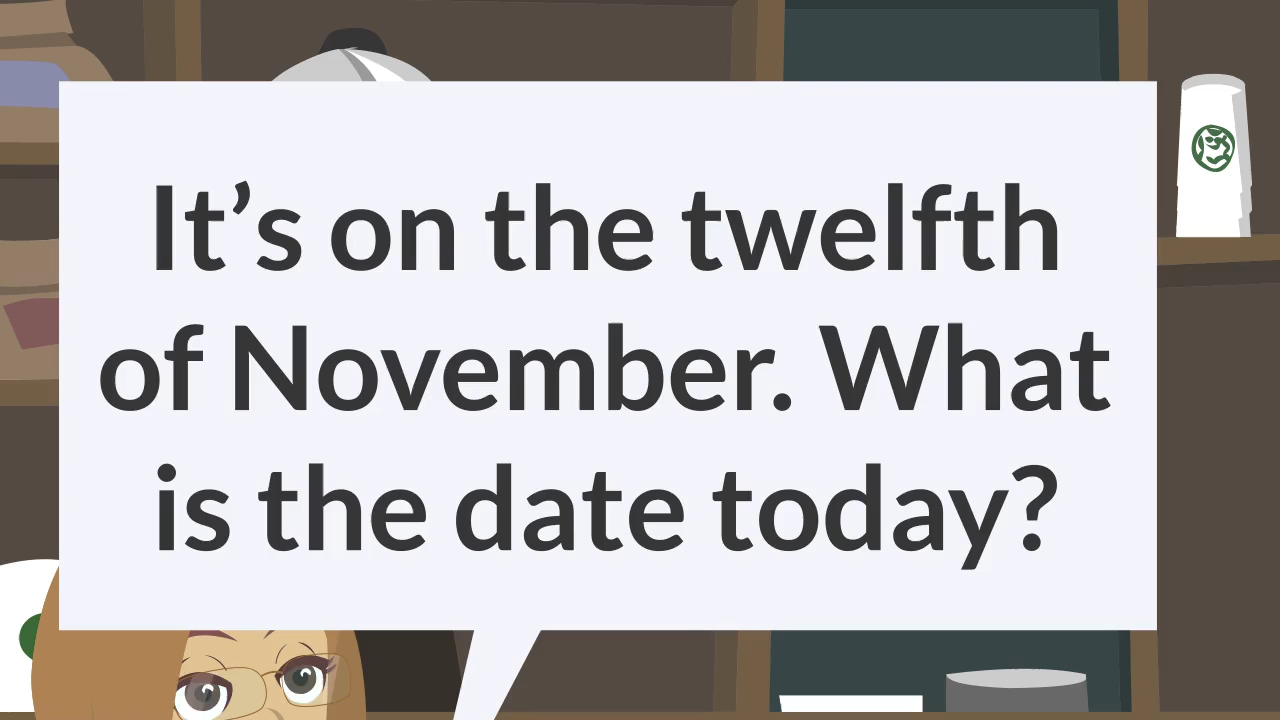 It’s on the twelfth
of November. What
is the date today?